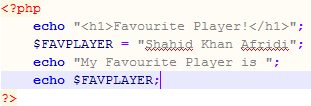 <?php
echo "<h1>Favourite Player!</h1>";
$FAVPLAYER = "Shahid Khan Afridi";
echo "My Favourite Player is ";
echo $FAVPLAYER;
?>